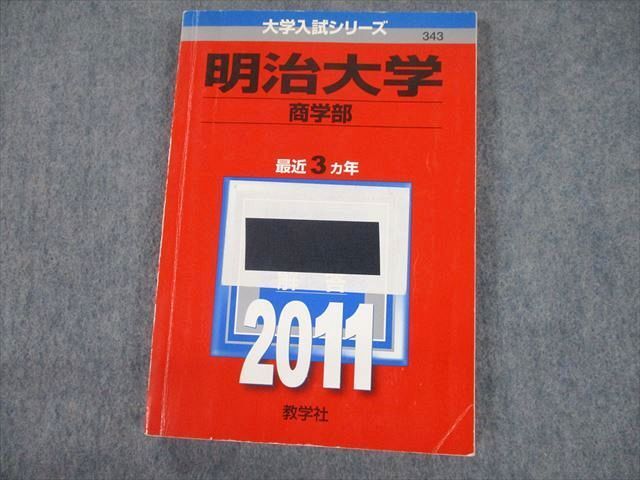 大学入試シリーズ
343
明治大学
商学部
最近3ヵ年
2011
教学社